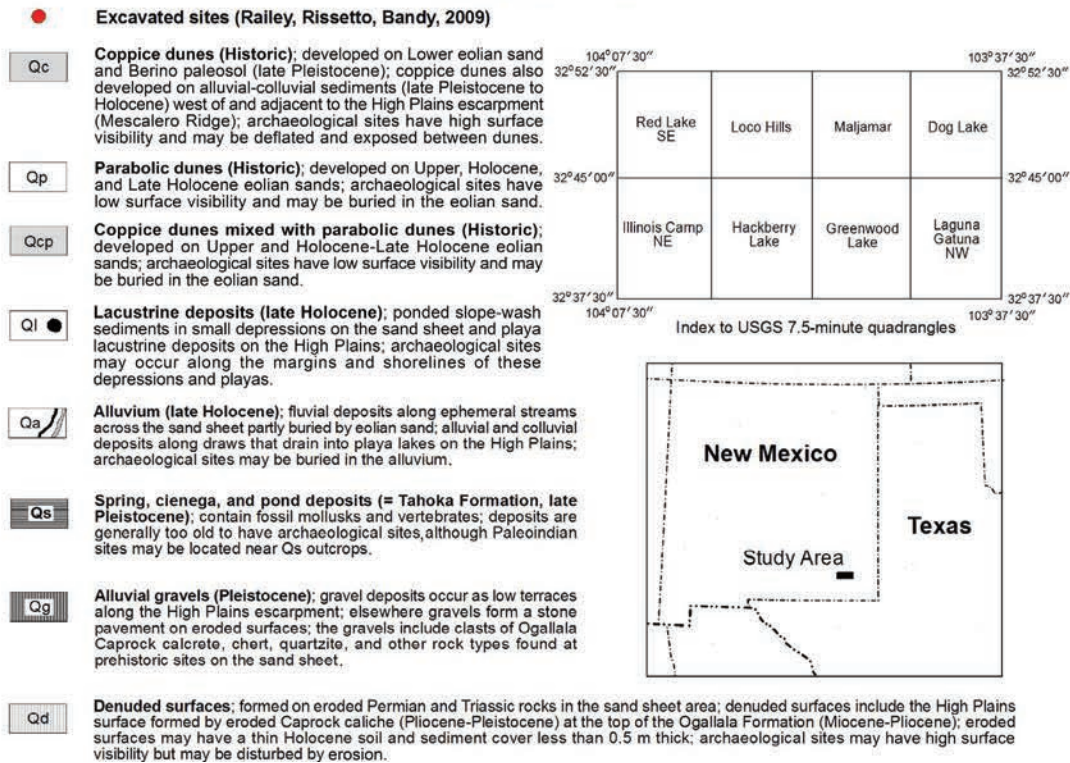 Excavated sites (Railey, Rissetto, Bandy, 2009)
Qc
Coppice dunes (Historic); developed on Lower eolian sand
and Berino paleosol (late Pleistocene); coppice dunes also
developed on alluvial-colluvial sediments (late Pleistocene to
Holocene) west of and adjacent to the High Plains escarpment
(Mescalero Ridge); archaeological sites have high surface
visibility and may be deflated and exposed between dunes.
Qp
Parabolic dunes (Historic); developed on Upper, Holocene,
and Late Holocene eolian sands; archaeological sites have
low surface visibility and may be buried in the eolian sand.
Qcp
Coppice dunes mixed with parabolic dunes (Historic);
developed on Upper and Holocene-Late Holocene eolian
sands; archaeological sites have low surface visibility and may
be buried in the eolian sand.
Ql
Lacustrine deposits (late Holocene); ponded slope-wash
sediments in small depressions on the sand sheet and playa
lacustrine deposits on the High Plains; archaeological sites
may occur along the margins and shorelines of these
depressions and playas.
Qa
Alluvium (late Holocene); fluvial deposits along ephemeral streams
across the sand sheet partly buried by eolian sand; alluvial and colluvial
deposits along draws that drain into playa lakes on the High Plains;
archaeological sites may be buried in the alluvium.
Qs
Spring, cienega, and pond deposits (= Tahoka Formation, late
Pleistocene); contain fossil mollusks and vertebrates; deposits are
generally too old to have archaeological sites, although Paleoindian
sites may be located near Qs outcrops.
Qg
Alluvial gravels (Pleistocene); gravel deposits occur as low terraces
along the High Plains escarpment; elsewhere gravels form a stone
pavement on eroded surfaces; the gravels include clasts of Ogallala
Caprock calcrete, chert, quartzite, and other rock types found at
prehistoric sites on the sand sheet.
Qd
Denuded surfaces; formed on eroded Permian and Triassic rocks in the sand sheet area; denuded surfaces include the High Plains
surface formed by eroded Caprock caliche (Pliocene-Pleistocene) at the top of the Ogallala Formation (Miocene-Pliocene); eroded
surfaces may have a thin Holocene soil and sediment cover less than 0.5 m thick; archaeological sites may have high surface
visibility but may be disturbed by erosion.
104° 07' 30" 103° 37' 30"
32° 52' 30" 32° 52' 30"
Red Lake
SE
Loco Hills
Maljamar
Dog Lake
32° 45' 00" 32° 45' 00"
Illinois Camp
NE
Hackberry
Lake
Greenwood
Lake
Laguna
Gatuna
NW
32° 37' 30" 32° 37' 30"
104° 07' 30" 103° 37' 30"
Index to USGS 7.5-minute quadrangles
New Mexico
Texas
Study Area